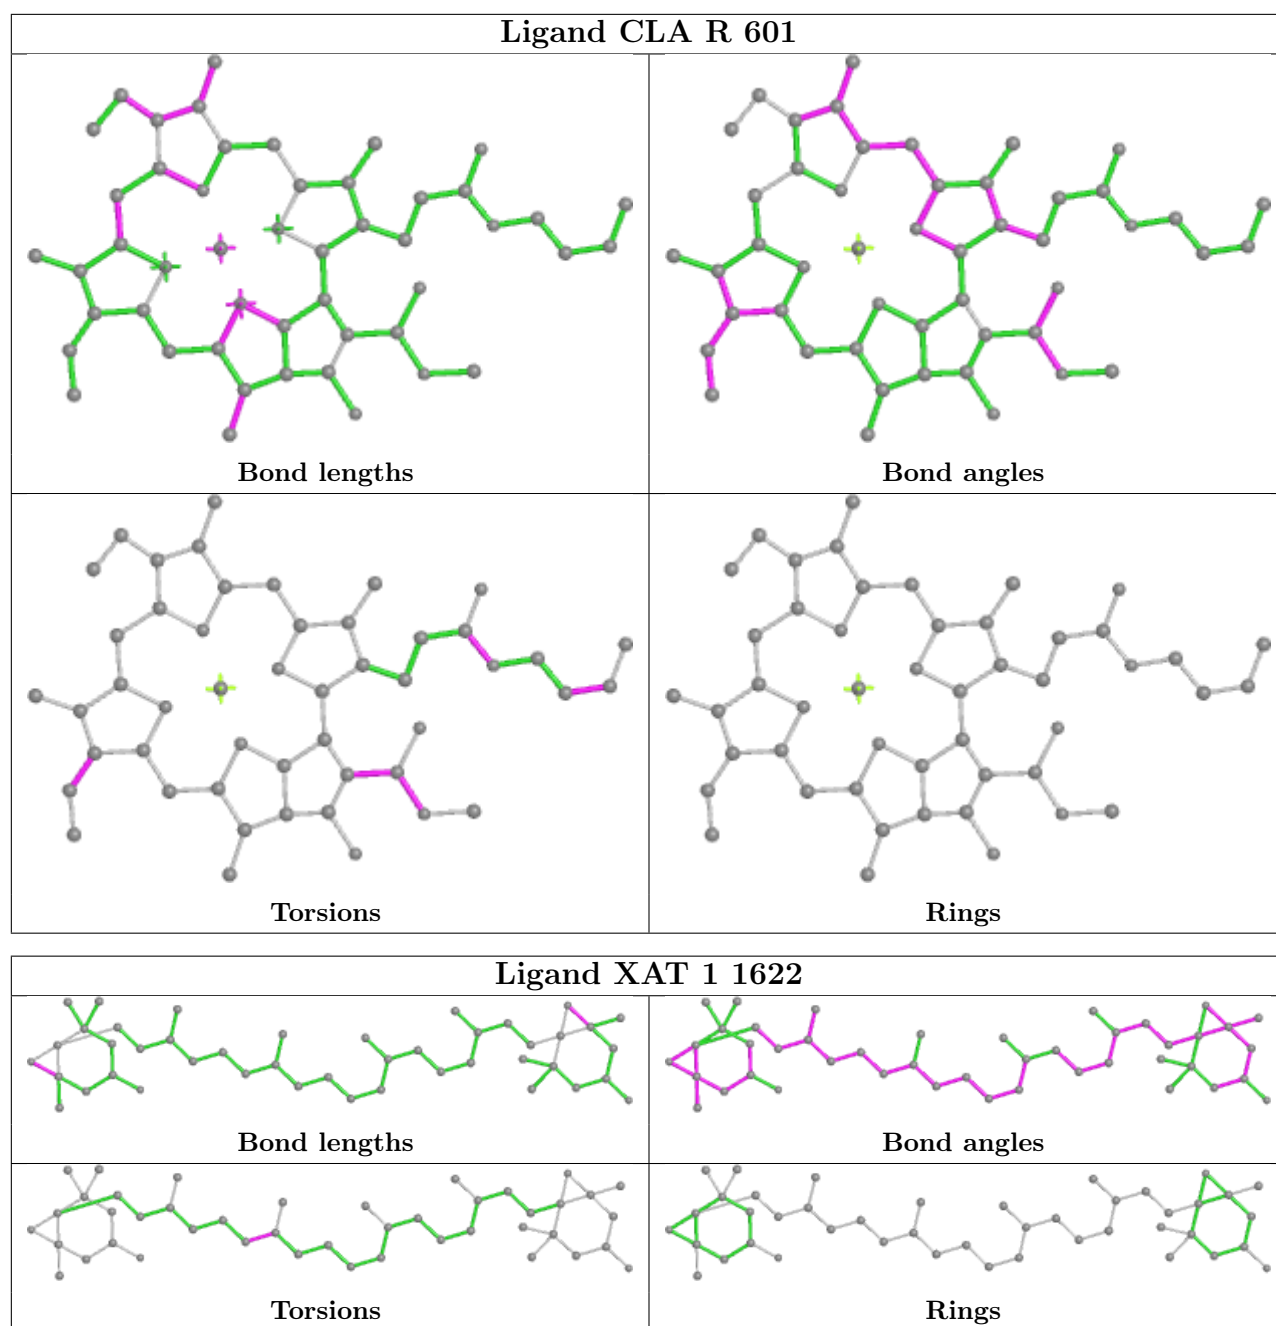 Ligand CLA R 601
Bond lengths
Bond angles
Torsions
Rings
Ligand XAT 1 1622
Bond lengths
Bond angles
Torsions
Rings